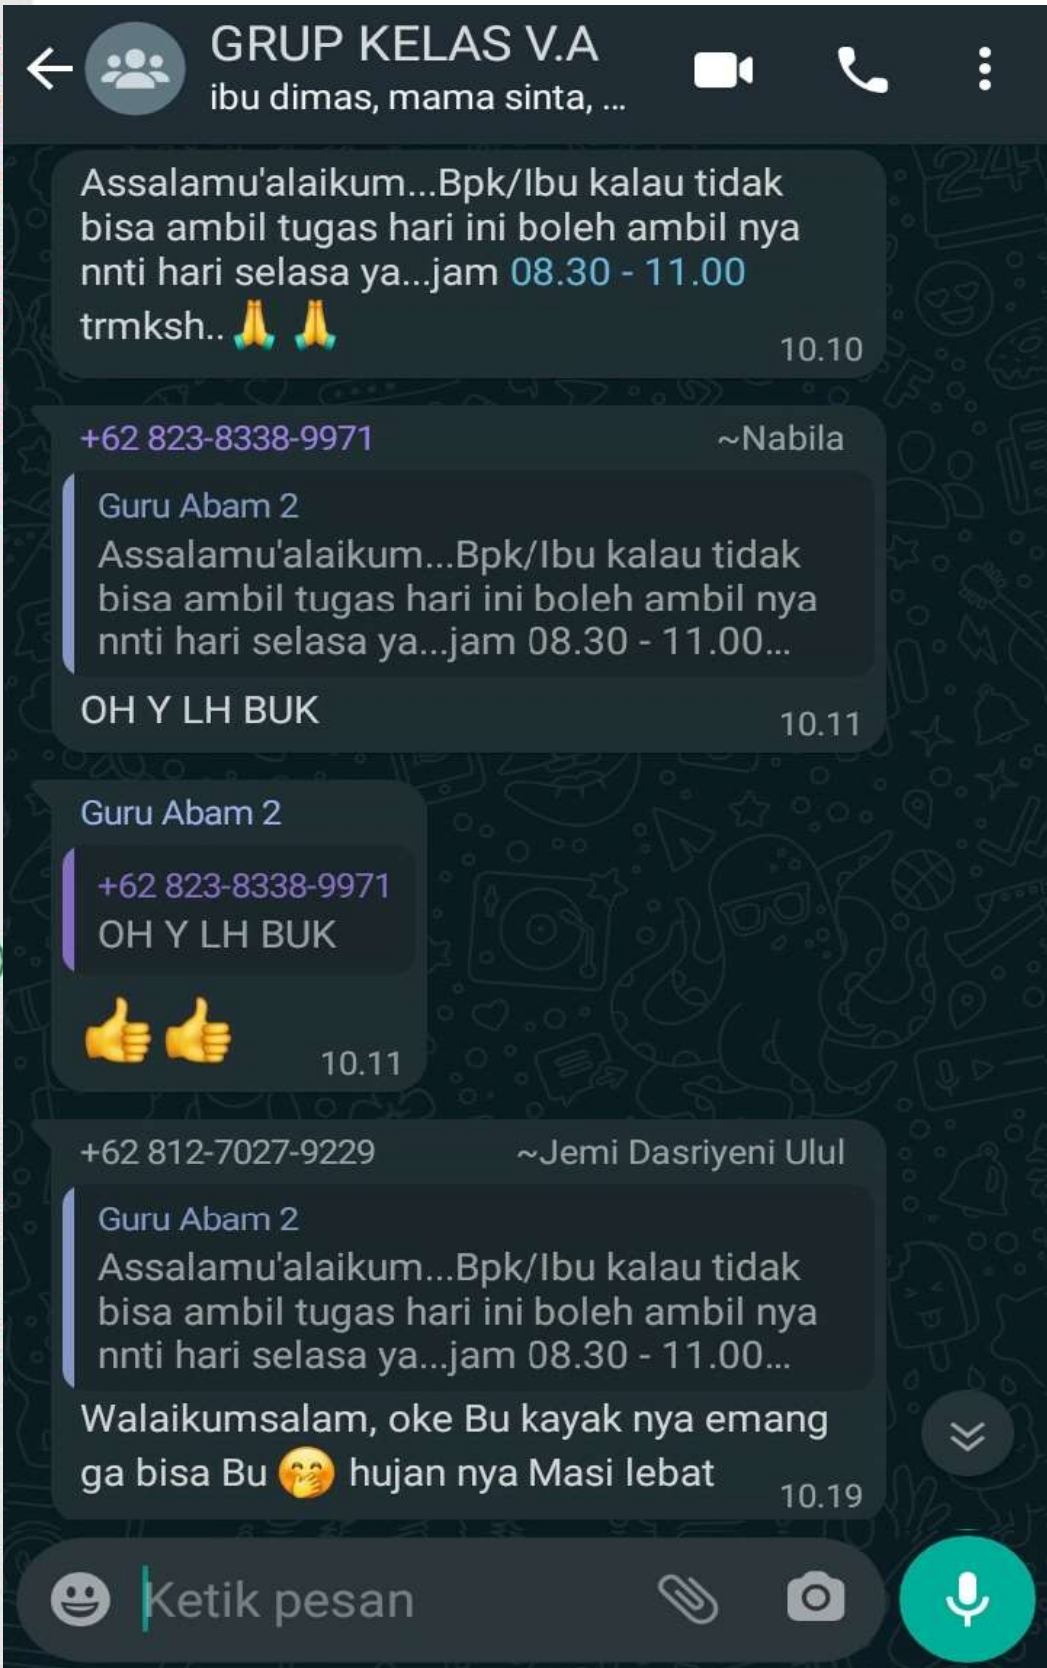 GRUP KELAS V.A
ibu dimas, mama sinta, ...
Assalamu'alaikum...Bpk/Ibu kalau tidak
bisa ambil tugas hari ini boleh ambil nya
nnti hari selasa ya...jam 08.30 - 11.00
trmksh.. 🙏 🙏
10.10
+62 823-8338-9971 ~Nabila
Guru Abam 2
Assalamu'alaikum...Bpk/Ibu kalau tidak
bisa ambil tugas hari ini boleh ambil nya
nnti hari selasa ya...jam 08.30 - 11.00...
OH Y LH BUK
10.11
Guru Abam 2
+62 823-8338-9971
OH Y LH BUK
👍 👍
10.11
+62 812-7027-9229 ~Jemi Dasriyeni Ulul
Guru Abam 2
Assalamu'alaikum...Bpk/Ibu kalau tidak
bisa ambil tugas hari ini boleh ambil nya
nnti hari selasa ya...jam 08.30 - 11.00...
Walaikumsalam, oke Bu kayak nya emang
ga bisa Bu 🤭 hujan nya Masi lebat
10.19
Ketik pesan